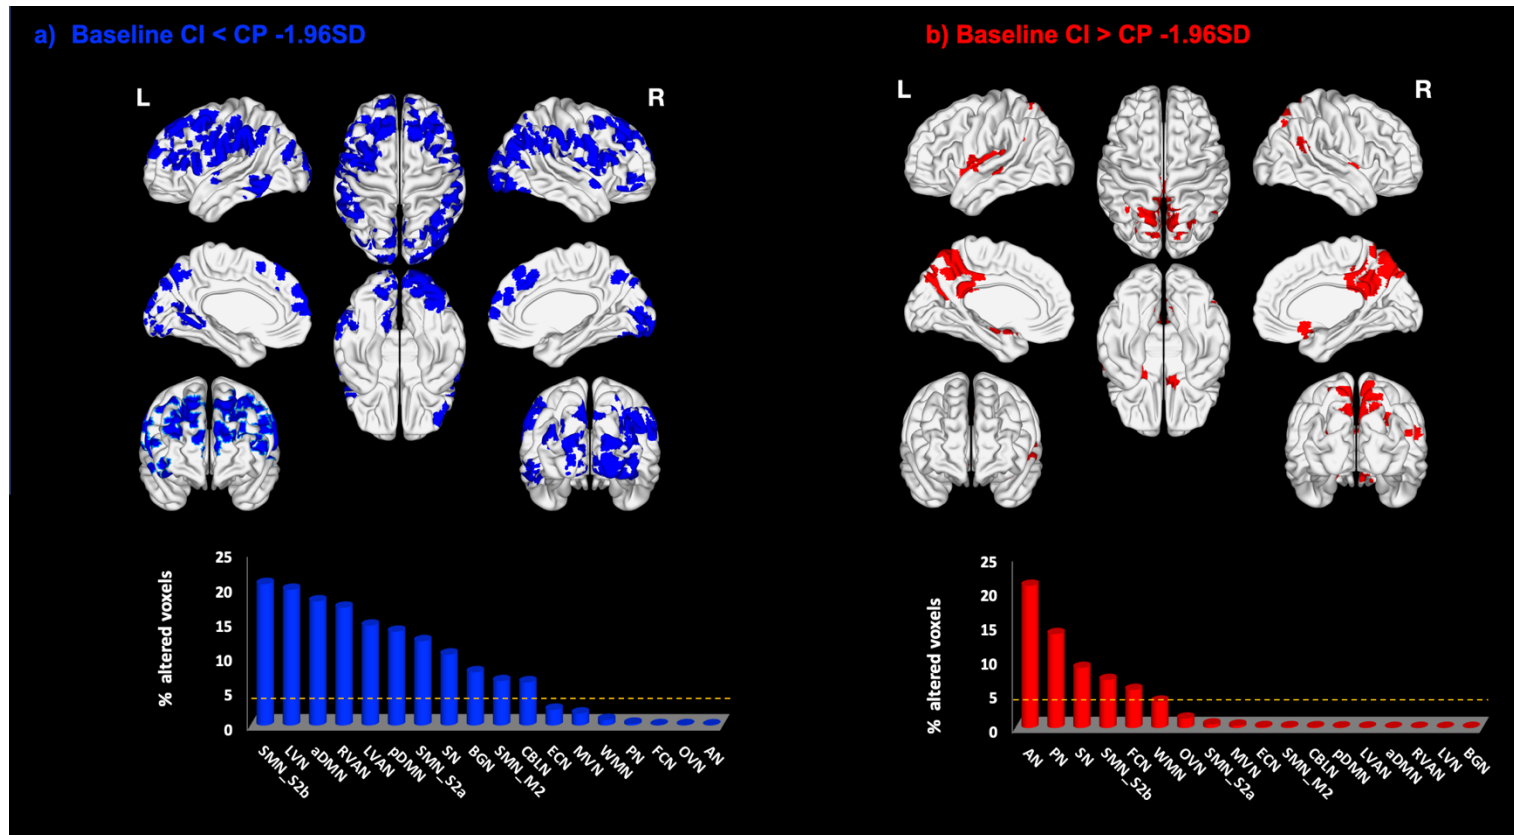 a) Baseline CI < CP -1.96SD
b) Baseline CI > CP -1.96SD
L
R
L
R
% altered voxels
25
20
15
10
5
0
SMN_S2b
LVN
aDMN
RVAN
LVAN
pDMN
SMN_S2a
SN
BGN
SMN_M2
CBLN
ECN
MVN
WMN
PN
FCN
OVN
AN
% altered voxels
25
20
15
10
5
0
AN
PN
SN
SMN_S2b
FCN
WMN
OVN
SMN_S2a
MVN
ECN
SMN_M2
CBLN
pDMN
LVAN
aDMN
RVAN
LVN
BGN